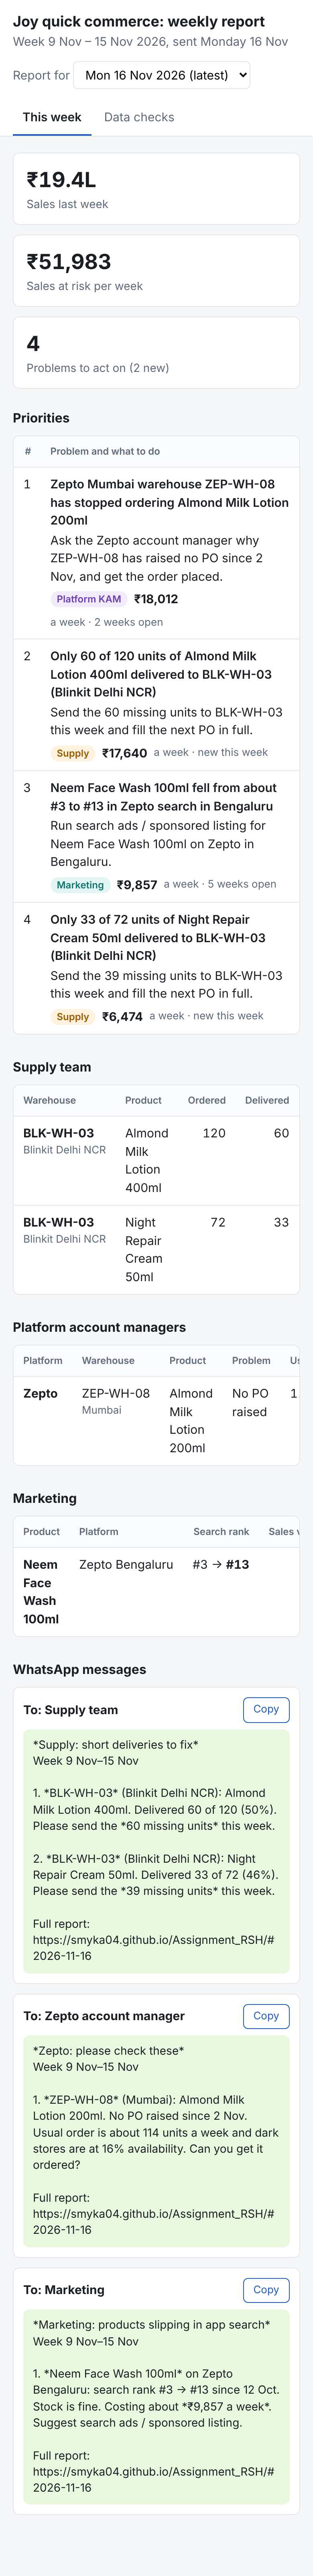 Joy quick commerce: weekly report
Week 9 Nov – 15 Nov 2026, sent Monday 16 Nov
Report for Mon 16 Nov 2026 (latest)
This week Data checks
₹19.4L
Sales last week
₹51,983
Sales at risk per week
4
Problems to act on (2 new)
Priorities
# Problem and what to do
1 Zepto Mumbai warehouse ZEP-WH-08
has stopped ordering Almond Milk Lotion
200ml
Ask the Zepto account manager why
ZEP-WH-08 has raised no PO since 2
Nov, and get the order placed.
Platform KAM ₹18,012
a week · 2 weeks open
2 Only 60 of 120 units of Almond Milk
Lotion 400ml delivered to BLK-WH-03
(Blinkit Delhi NCR)
Send the 60 missing units to BLK-WH-03
this week and fill the next PO in full.
Supply ₹17,640 a week · new this week
3 Neem Face Wash 100ml fell from about
#3 to #13 in Zepto search in Bengaluru
Run search ads / sponsored listing for
Neem Face Wash 100ml on Zepto in
Bengaluru.
Marketing ₹9,857 a week · 5 weeks open
4 Only 33 of 72 units of Night Repair
Cream 50ml delivered to BLK-WH-03
(Blinkit Delhi NCR)
Send the 39 missing units to BLK-WH-03
this week and fill the next PO in full.
Supply ₹6,474 a week · new this week
Supply team
Warehouse Product Ordered Delivered
BLK-WH-03 Almond 120 60
Blinkit Delhi NCR Milk
Lotion
400ml
BLK-WH-03 Night 72 33
Blinkit Delhi NCR Repair
Cream
50ml
Platform account managers
Platform Warehouse Product Problem
Zepto ZEP-WH-08 Almond No PO
Mumbai Milk raised
Lotion
200ml
Marketing
Product Platform Search rank Sales
Neem Zepto Bengaluru #3 → #13
Face
Wash
100ml
WhatsApp messages
To: Supply team Copy
*Supply: short deliveries to fix*
Week 9 Nov–15 Nov
1. *BLK-WH-03* (Blinkit Delhi NCR): Almond
Milk Lotion 400ml. Delivered 60 of 120 (50%).
Please send the *60 missing units* this week.
2. *BLK-WH-03* (Blinkit Delhi NCR): Night
Repair Cream 50ml. Delivered 33 of 72 (46%).
Please send the *39 missing units* this week.
Full report:
https://smyka04.github.io/Assignment_RSH/#
2026-11-16
To: Zepto account manager Copy
*Zepto: please check these*
Week 9 Nov–15 Nov
1. *ZEP-WH-08* (Mumbai): Almond Milk
Lotion 200ml. No PO raised since 2 Nov.
Usual order is about 114 units a week and dark
stores are at 16% availability. Can you get it
ordered?
Full report:
https://smyka04.github.io/Assignment_RSH/#
2026-11-16
To: Marketing Copy
*Marketing: products slipping in app search*
Week 9 Nov–15 Nov
1. *Neem Face Wash 100ml* on Zepto
Bengaluru: search rank #3 → #13 since 12 Oct.
Stock is fine. Costing about *₹9,857 a week*.
Suggest search ads / sponsored listing.
Full report:
https://smyka04.github.io/Assignment_RSH/#
2026-11-16